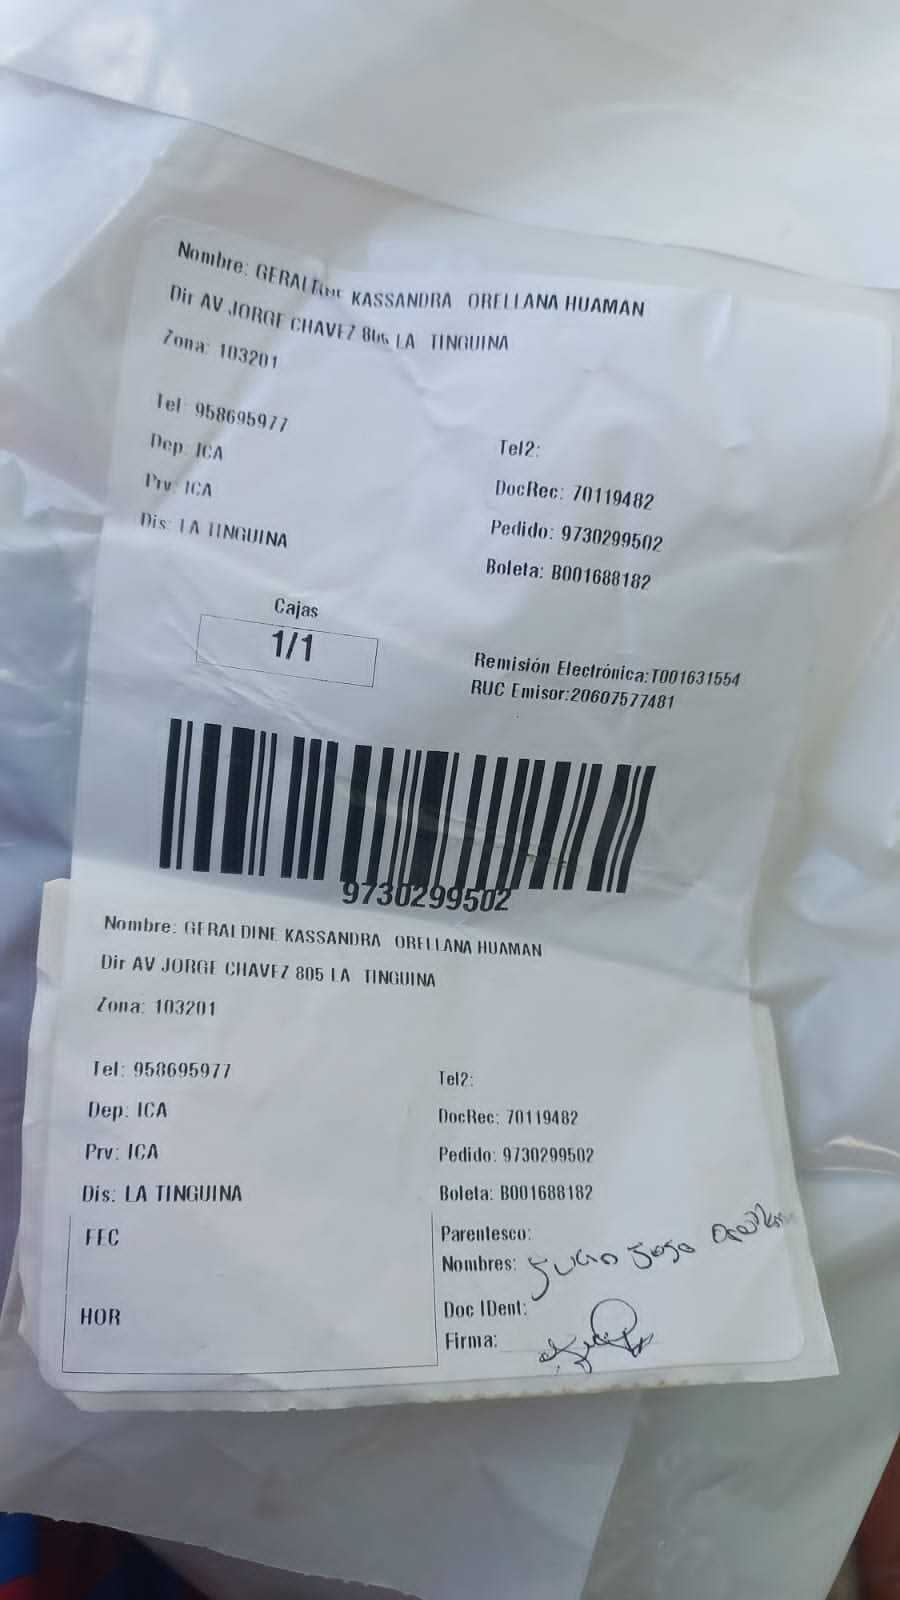 Nombre: GERALDINE KASSANDRA ORELLANA HUAMAN
Dir AV JORGE CHAVEZ 805 LA TINGUINA
Zona: 103201
Tel: 958695977
Tel2:
Dep: ICA
DocRec: 70119482
Prv: ICA
Pedido: 9730299502
Dis: LA TINGUINA
Boleta: B001688182
Cajas
1/1
Remisión Electrónica:T001631554
RUC Emisor:20607577481
9730299502
Nombre: GERALDINE KASSANDRA ORELLANA HUAMAN
Dir AV JORGE CHAVEZ 805 LA TINGUINA
Zona: 103201
Tel: 958695977
Tel2:
Dep: ICA
DocRec: 70119482
Prv: ICA
Pedido: 9730299502
Dis: LA TINGUINA
Boleta: B001688182
FEC
Parentesco:
Nombres:
Doc IDent:
HOR
Firma: